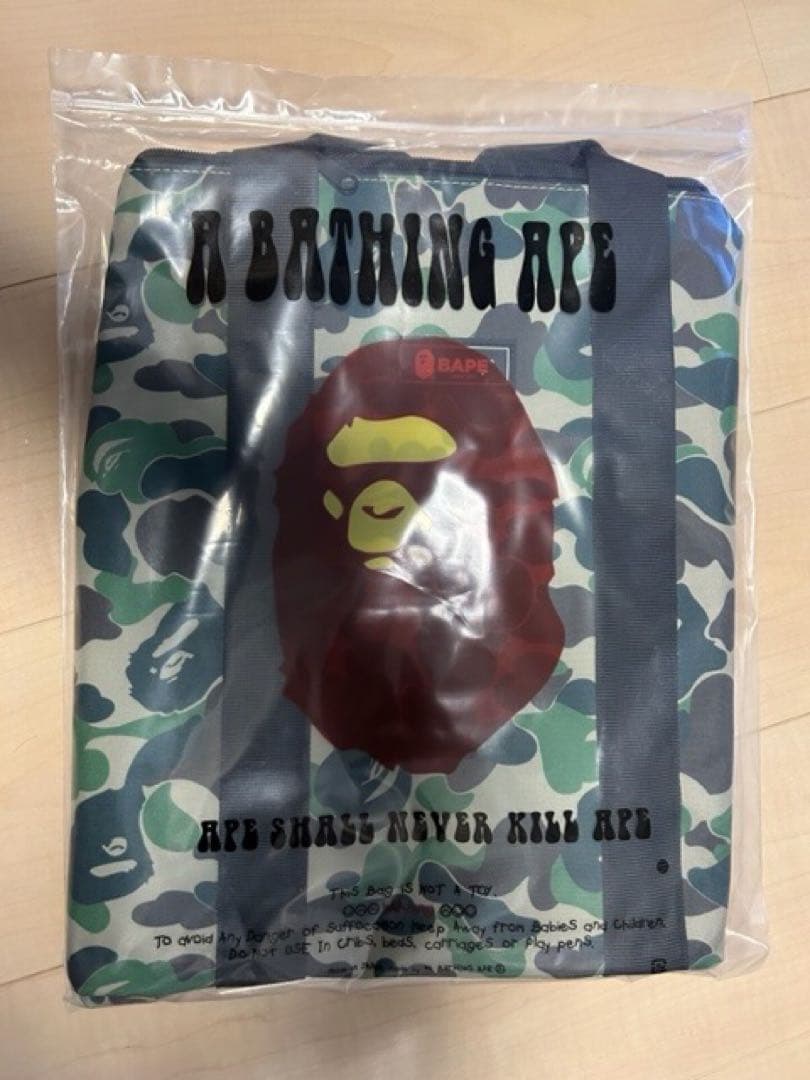 A BATHING APE
BAPE
APE SHALL NEVER KILL APE
THIS BAG IS NOT A TOY.
TO avoid Any Danger of Suffocation Keep Away from Babies and Children.
DO NOT USE In cribs, beds, carriages or play pens.